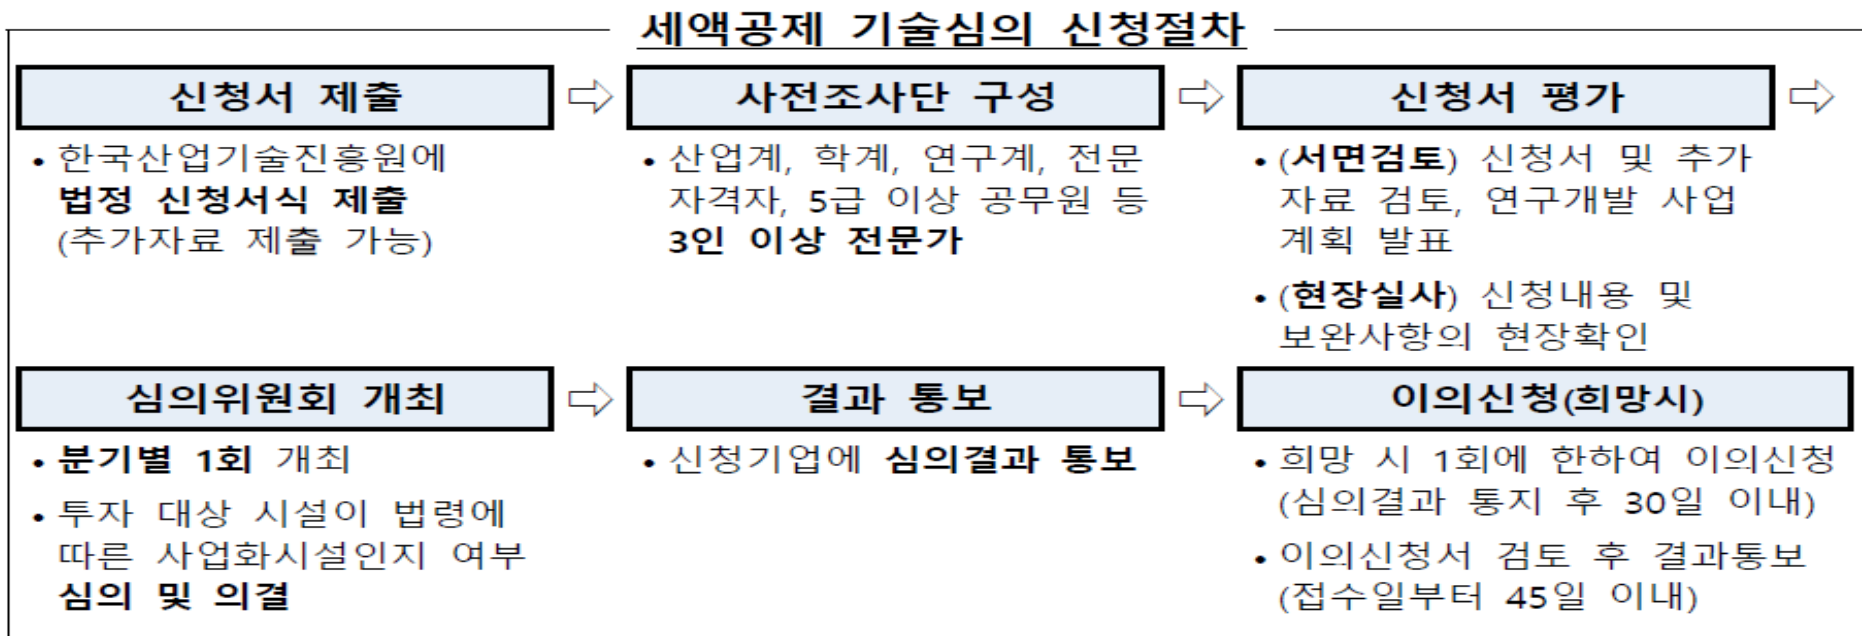 세액공제 기술심의 신청절차
신청서 제출 ⇨ 사전조사단 구성 ⇨ 신청서 평가 ⇨
• 한국산업기술진흥원에
법정 신청서식 제출
(추가자료 제출 가능)
• 산업계, 학계, 연구계, 전문
자격자, 5급 이상 공무원 등
3인 이상 전문가
• (서면검토) 신청서 및 추가
자료 검토, 연구개발 사업
계획 발표
• (현장실사) 신청내용 및
보완사항의 현장확인
심의위원회 개최 ⇨ 결과 통보 ⇨ 이의신청(희망시)
• 분기별 1회 개최
• 투자 대상 시설이 법령에
따른 사업화시설인지 여부
심의 및 의결
• 신청기업에 심의결과 통보
• 희망 시 1회에 한하여 이의신청
(심의결과 통지 후 30일 이내)
• 이의신청서 검토 후 결과통보
(접수일부터 45일 이내)